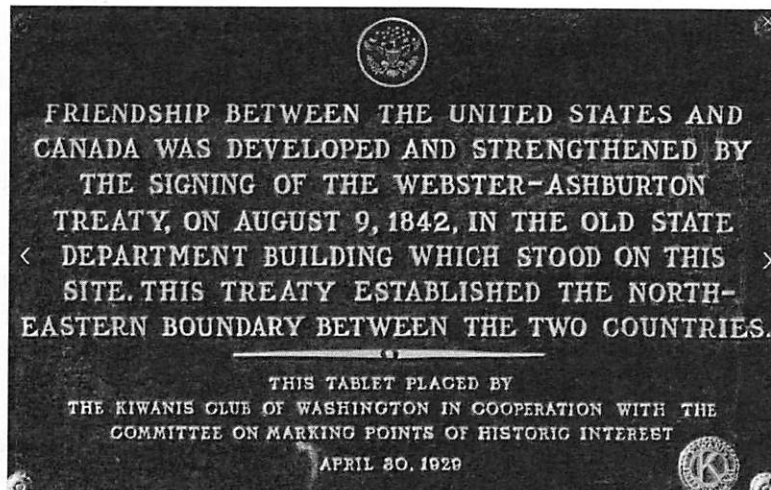 FRIENDSHIP BETWEEN THE UNITED STATES AND
CANADA WAS DEVELOPED AND STRENGTHENED BY
THE SIGNING OF THE WEBSTER-ASHBURTON
TREATY, ON AUGUST 9, 1842, IN THE OLD STATE
DEPARTMENT BUILDING WHICH STOOD ON THIS
SITE. THIS TREATY ESTABLISHED THE NORTH-
EASTERN BOUNDARY BETWEEN THE TWO COUNTRIES.
THIS TABLET PLACED BY
THE KIWANIS CLUB OF WASHINGTON IN COOPERATION WITH THE
COMMITTEE ON MARKING POINTS OF HISTORIC INTEREST
APRIL 30, 1929
K